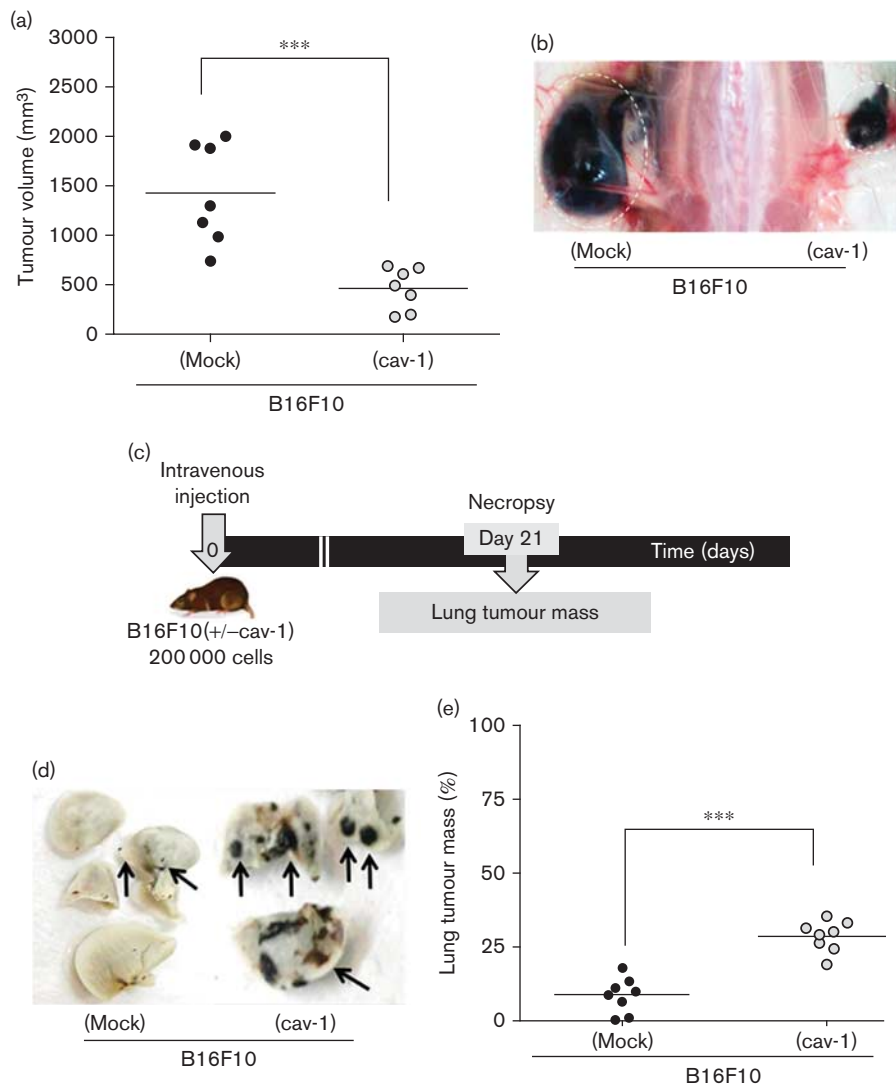 (a)
3000
2500
2000
1500
1000
500
0
Tumour volume (mm³)
***
(Mock)
(cav-1)
B16F10
(b)
(Mock)
(cav-1)
B16F10
(c)
Intravenous
injection
0
B16F10(+/−cav-1)
200 000 cells
Necropsy
Day 21
Time (days)
Lung tumour mass
(d)
(Mock)
(cav-1)
B16F10
(e)
100
75
50
25
0
Lung tumour mass (%)
***
(Mock)
(cav-1)
B16F10